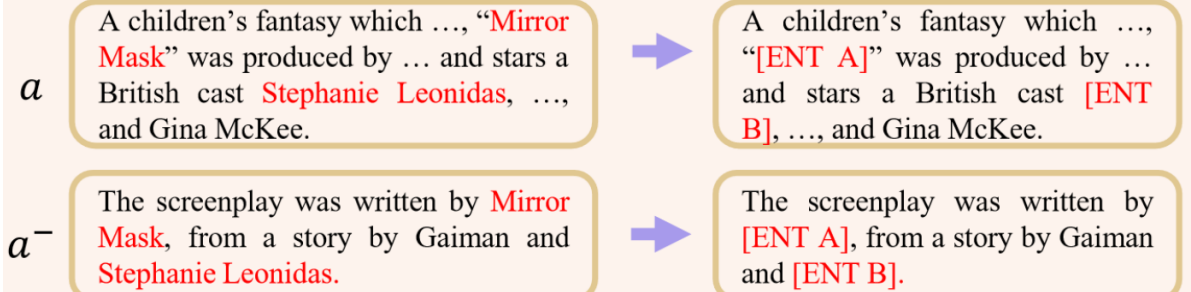 a
A children's fantasy which …, “Mirror
Mask” was produced by … and stars a
British cast Stephanie Leonidas, …,
and Gina McKee.
A children's fantasy which …,
“[ENT A]” was produced by …
and stars a British cast [ENT
B], …, and Gina McKee.
a⁻
The screenplay was written by Mirror
Mask, from a story by Gaiman and
Stephanie Leonidas.
The screenplay was written by
[ENT A], from a story by Gaiman
and [ENT B].